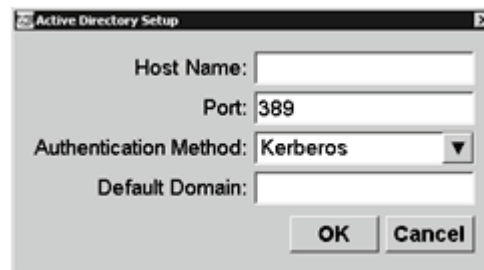 Active Directory Setup
Host Name:
Port: 389
Authentication Method: Kerberos
Default Domain:
OK Cancel